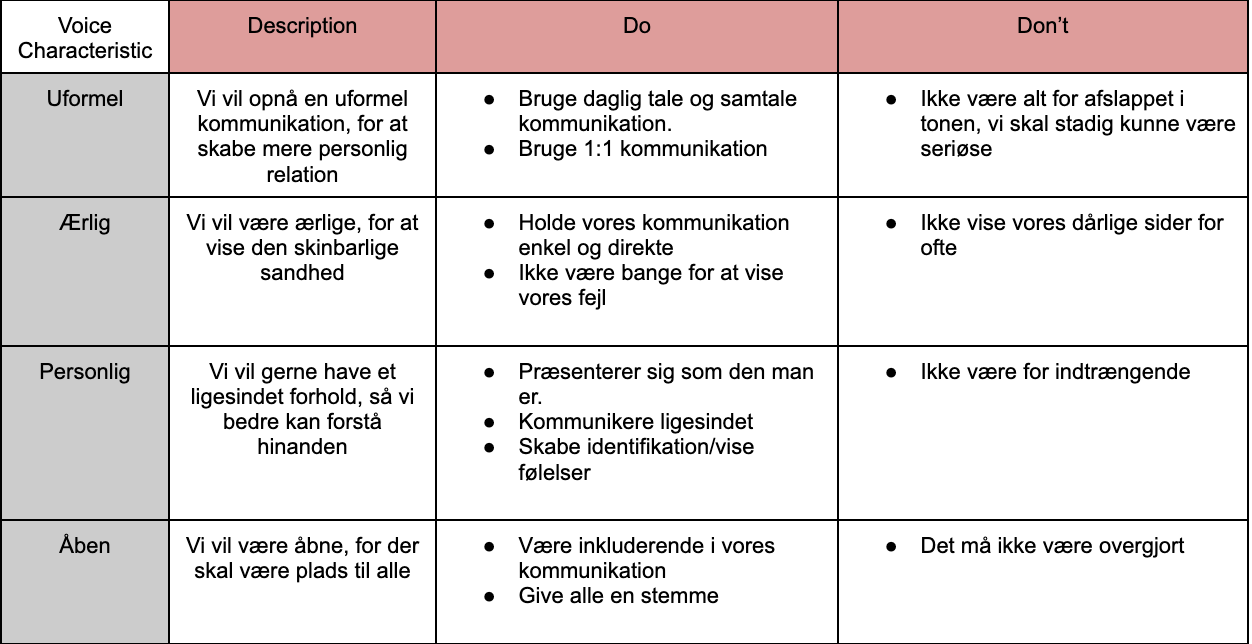 Voice
Characteristic
Description
Do
Don’t
Uformel
Vi vil opnå en uformel
kommunikation, for at
skabe mere personlig
relation
● Bruge daglig tale og samtale
kommunikation.
● Bruge 1:1 kommunikation
● Ikke være alt for afslappet i
tonen, vi skal stadig kunne være
seriøse
Ærlig
Vi vil være ærlige, for at
vise den skinbarlige
sandhed
● Holde vores kommunikation
enkel og direkte
● Ikke være bange for at vise
vores fejl
● Ikke vise vores dårlige sider for
ofte
Personlig
Vi vil gerne have et
ligesindet forhold, så vi
bedre kan forstå
hinanden
● Præsenterer sig som den man
er.
● Kommunikere ligesindet
● Skabe identifikation/vise
følelser
● Ikke være for indtrængende
Åben
Vi vil være åbne, for der
skal være plads til alle
● Være inkluderende i vores
kommunikation
● Give alle en stemme
● Det må ikke være overgjort